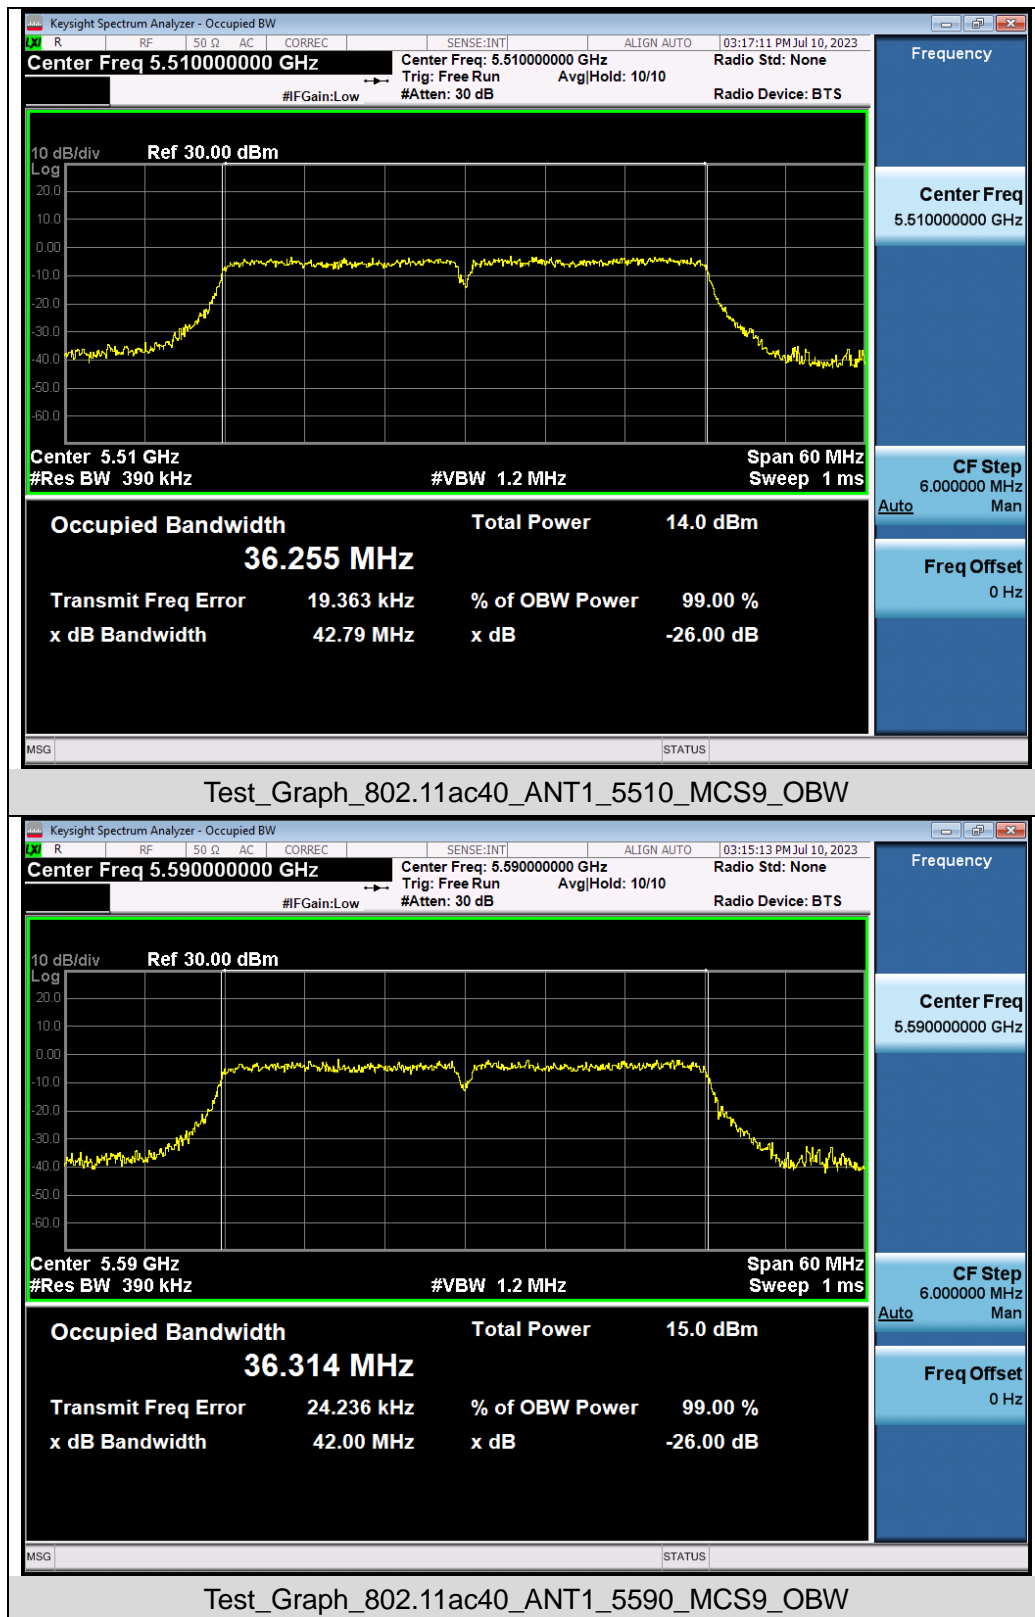 Keysight Spectrum Analyzer - Occupied BW
LXI R RF 50 Ω AC CORREC SENSE:INT ALIGN AUTO 03:17:11 PM Jul 10, 2023
Center Freq 5.510000000 GHz Center Freq: 5.510000000 GHz Radio Std: None
Trig: Free Run Avg|Hold: 10/10
#IFGain:Low #Atten: 30 dB Radio Device: BTS
10 dB/div Ref 30.00 dBm
Log
20.0
10.0
0.00
-10.0
-20.0
-30.0
-40.0
-50.0
-60.0
Center 5.51 GHz Span 60 MHz
#Res BW 390 kHz #VBW 1.2 MHz Sweep 1 ms
Occupied Bandwidth Total Power 14.0 dBm
36.255 MHz
Transmit Freq Error 19.363 kHz % of OBW Power 99.00 %
x dB Bandwidth 42.79 MHz x dB -26.00 dB
MSG STATUS
Frequency
Center Freq
5.510000000 GHz
CF Step
6.000000 MHz
Auto Man
Freq Offset
0 Hz
Test_Graph_802.11ac40_ANT1_5510_MCS9_OBW
Keysight Spectrum Analyzer - Occupied BW
LXI R RF 50 Ω AC CORREC SENSE:INT ALIGN AUTO 03:15:13 PM Jul 10, 2023
Center Freq 5.590000000 GHz Center Freq: 5.590000000 GHz Radio Std: None
Trig: Free Run Avg|Hold: 10/10
#IFGain:Low #Atten: 30 dB Radio Device: BTS
10 dB/div Ref 30.00 dBm
Log
20.0
10.0
0.00
-10.0
-20.0
-30.0
-40.0
-50.0
-60.0
Center 5.59 GHz Span 60 MHz
#Res BW 390 kHz #VBW 1.2 MHz Sweep 1 ms
Occupied Bandwidth Total Power 15.0 dBm
36.314 MHz
Transmit Freq Error 24.236 kHz % of OBW Power 99.00 %
x dB Bandwidth 42.00 MHz x dB -26.00 dB
MSG STATUS
Frequency
Center Freq
5.590000000 GHz
CF Step
6.000000 MHz
Auto Man
Freq Offset
0 Hz
Test_Graph_802.11ac40_ANT1_5590_MCS9_OBW